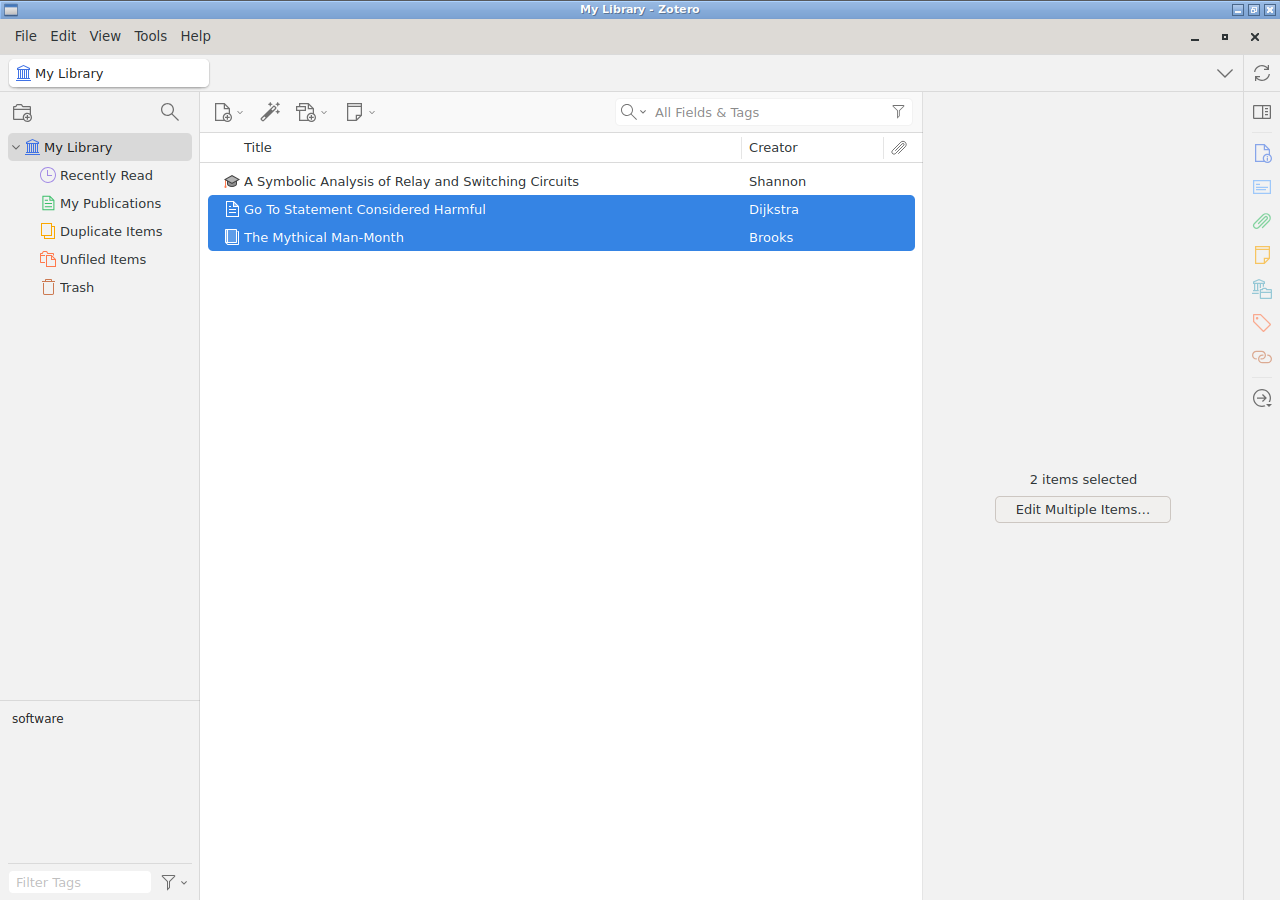 My Library - Zotero
File Edit View Tools Help
My Library
All Fields & Tags
My Library
Recently Read
My Publications
Duplicate Items
Unfiled Items
Trash
Title Creator
A Symbolic Analysis of Relay and Switching Circuits Shannon
Go To Statement Considered Harmful Dijkstra
The Mythical Man-Month Brooks
2 items selected
Edit Multiple Items...
software
Filter Tags